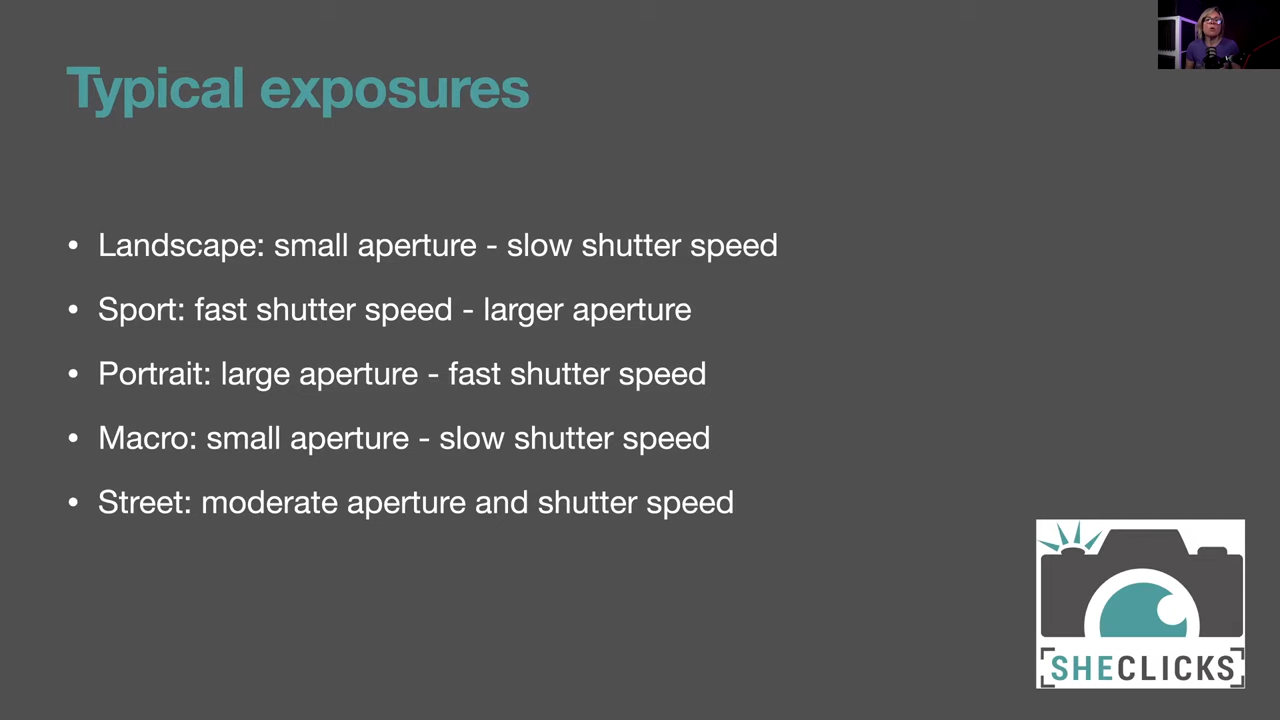 Typical exposures
• Landscape: small aperture - slow shutter speed
• Sport: fast shutter speed - larger aperture
• Portrait: large aperture - fast shutter speed
• Macro: small aperture - slow shutter speed
• Street: moderate aperture and shutter speed
[SHECLICKS]